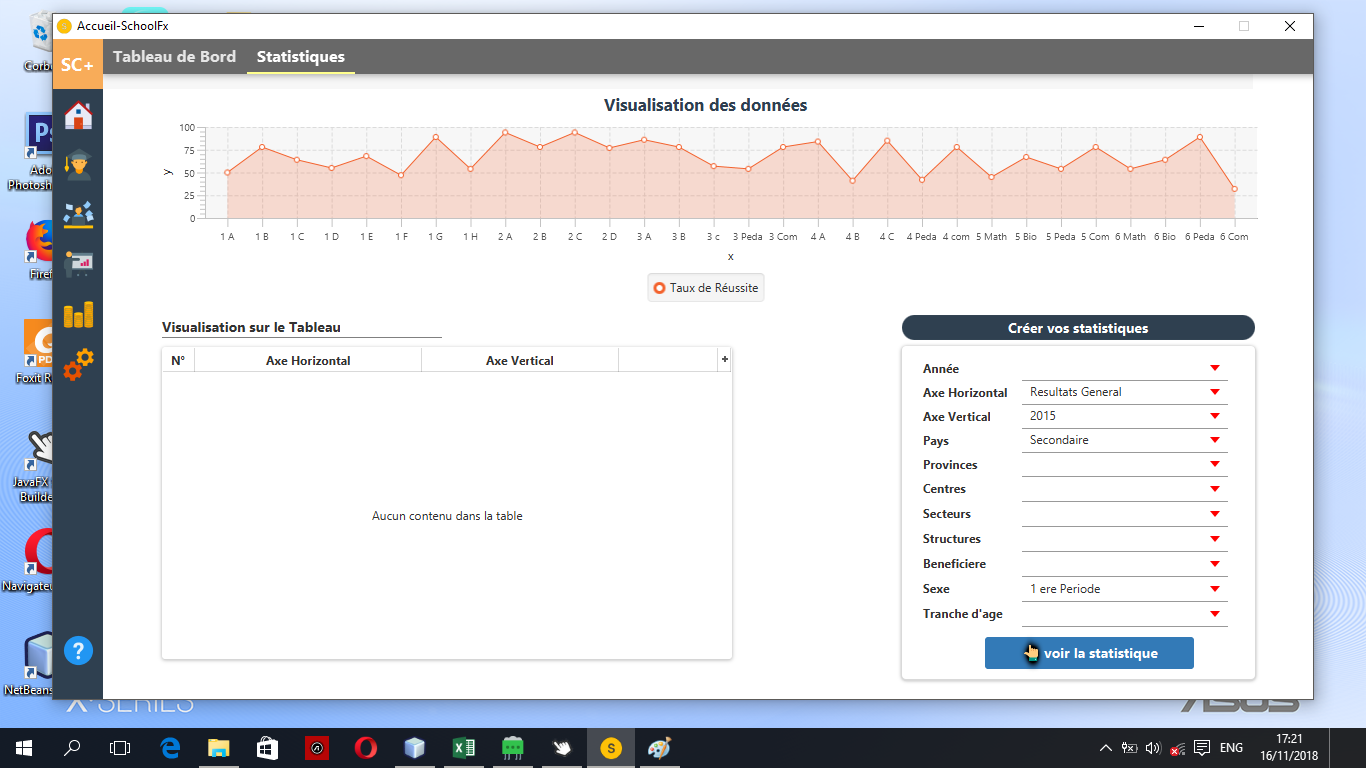 Accueil-SchoolFx
SC+
Tableau de Bord Statistiques
Visualisation des données
100
75
50
25
0
y
1 A 1 B 1 C 1 D 1 E 1 F 1 G 1 H 2 A 2 B 2 C 2 D 3 A 3 B 3 c 3 Peda 3 Com 4 A 4 B 4 C 4 Peda 4 com 5 Math 5 Bio 5 Peda 5 Com 6 Math 6 Bio 6 Peda 6 Com
x
Taux de Réussite
Visualisation sur le Tableau
N° Axe Horizontal Axe Vertical +
Aucun contenu dans la table
Créer vos statistiques
Année
Axe Horizontal Resultats General
Axe Vertical 2015
Pays Secondaire
Provinces
Centres
Secteurs
Structures
Beneficiere
Sexe 1 ere Periode
Tranche d'age
voir la statistique
?
Corb
Ps
Ado
Photosh
Firef
PD
Foxit R
JavaFX
Builde
Navigateu
NetBeans
X SERIES
ASUS
S
ENG
17:21
16/11/2018